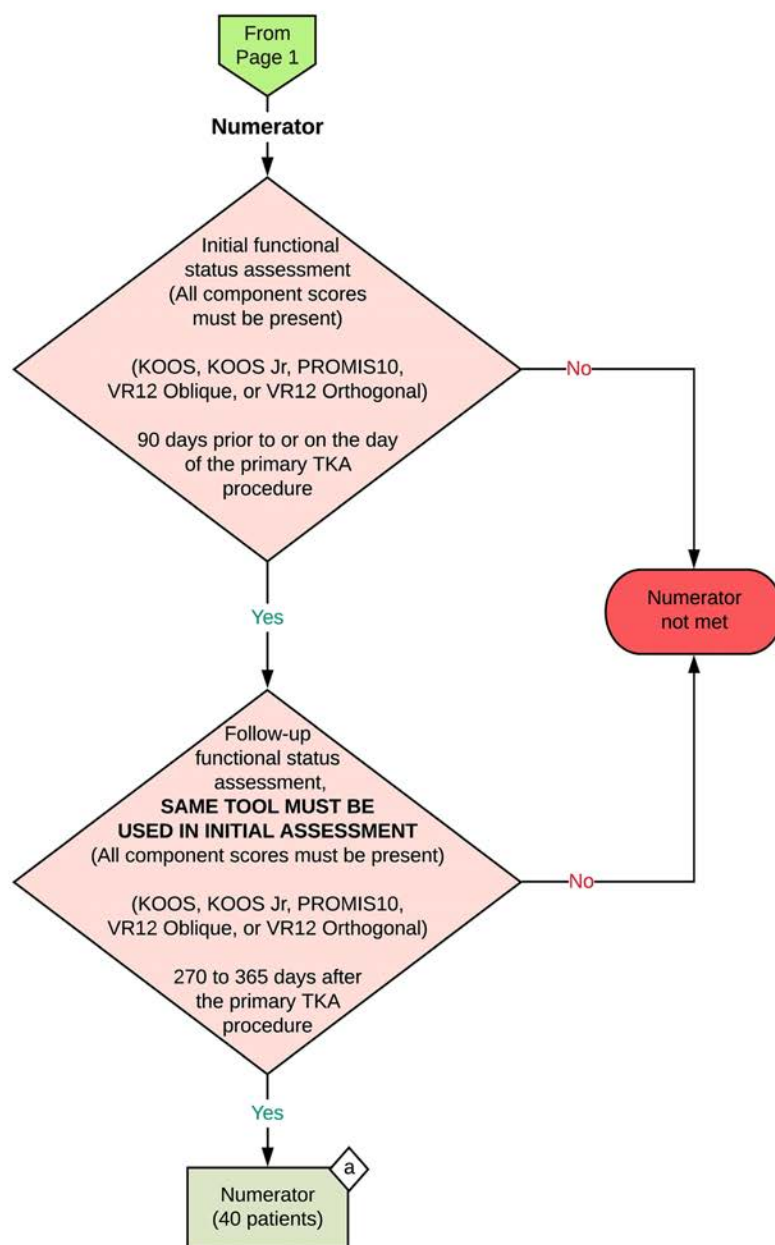 From
Page 1
Numerator
Initial functional
status assessment
(All component scores
must be present)
(KOOS, KOOS Jr, PROMIS10,
VR12 Oblique, or VR12 Orthogonal)
90 days prior to or on the day
of the primary TKA
procedure
No
Numerator
not met
Yes
Follow-up
functional status
assessment,
SAME TOOL MUST BE
USED IN INITIAL ASSESSMENT
(All component scores must be present)
(KOOS, KOOS Jr, PROMIS10,
VR12 Oblique, or VR12 Orthogonal)
270 to 365 days after
the primary TKA
procedure
No
Yes
a
Numerator
(40 patients)